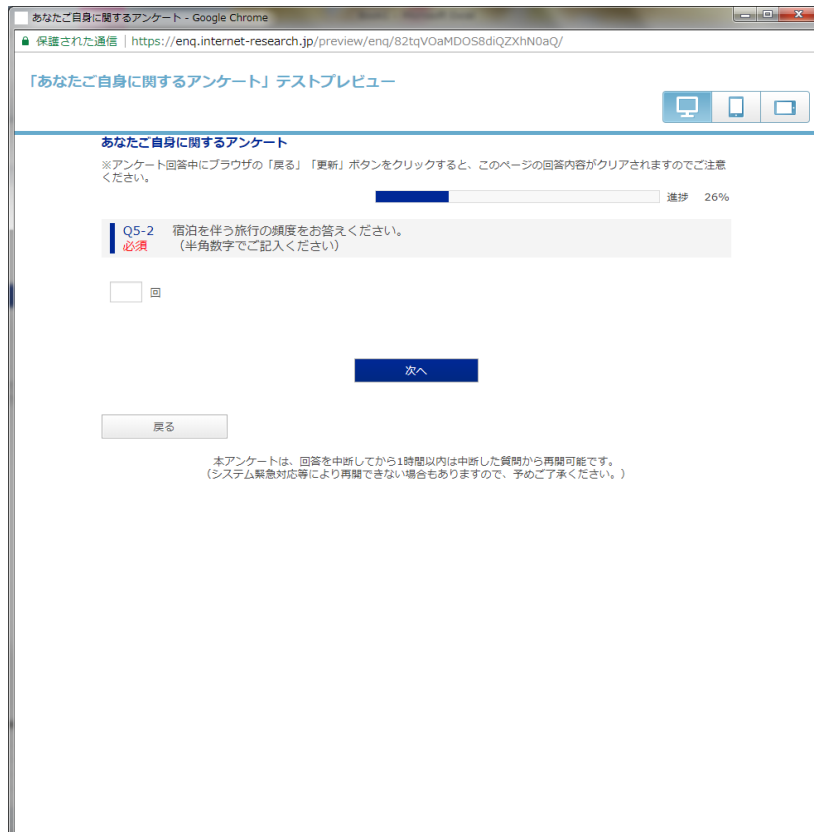 あなたご自身に関するアンケート - Google Chrome
保護された通信 | https://enq.internet-research.jp/preview/enq/82tqVOaMDOS8diQZXhN0aQ/
「あなたご自身に関するアンケート」テストプレビュー
あなたご自身に関するアンケート
※アンケート回答中にブラウザの「戻る」「更新」ボタンをクリックすると、このページの回答内容がクリアされますのでご注意
ください。
進捗 26%
Q5-2 宿泊を伴う旅行の頻度をお答えください。
必須 （半角数字でご記入ください）
回
次へ
戻る
本アンケートは、回答を中断してから1時間以内は中断した質問から再開可能です。
（システム緊急対応等により再開できない場合もありますので、予めご了承ください。）